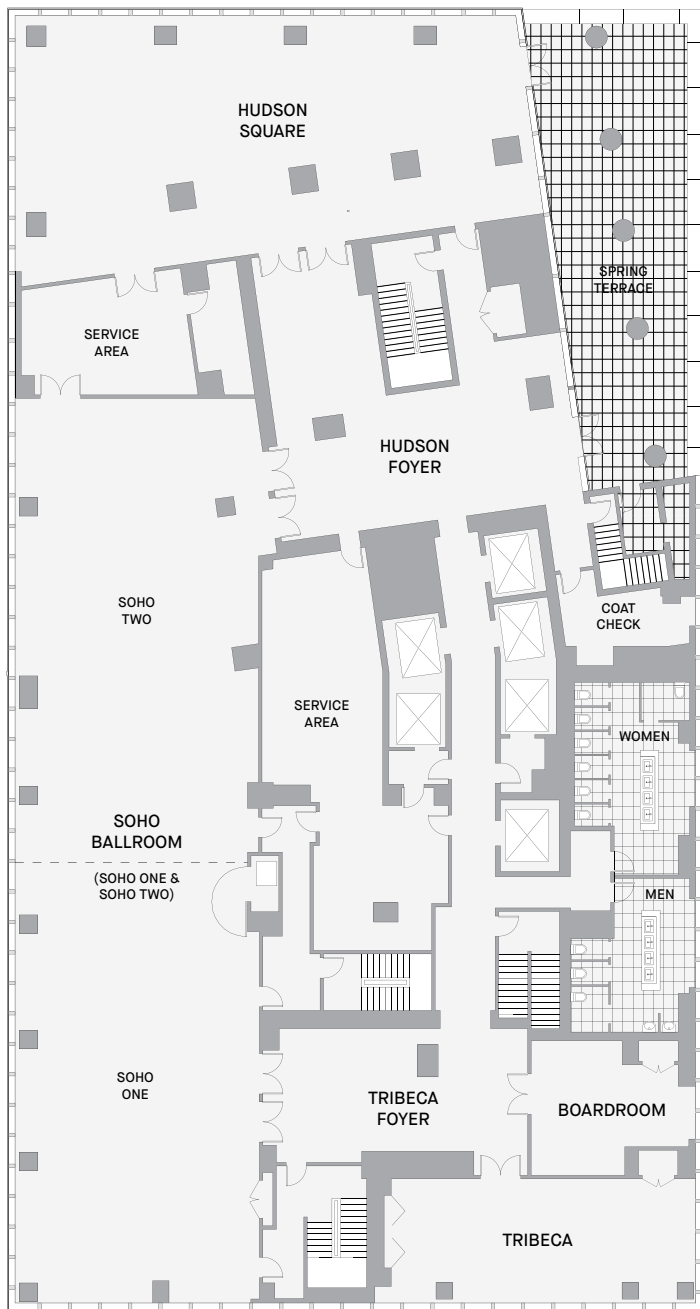 HUDSON
SQUARE
SPRING
TERRACE
SERVICE
AREA
HUDSON
FOYER
SOHO
TWO
COAT
CHECK
SERVICE
AREA
WOMEN
SOHO
BALLROOM
(SOHO ONE &
SOHO TWO)
MEN
SOHO
ONE
TRIBECA
FOYER
BOARDROOM
TRIBECA